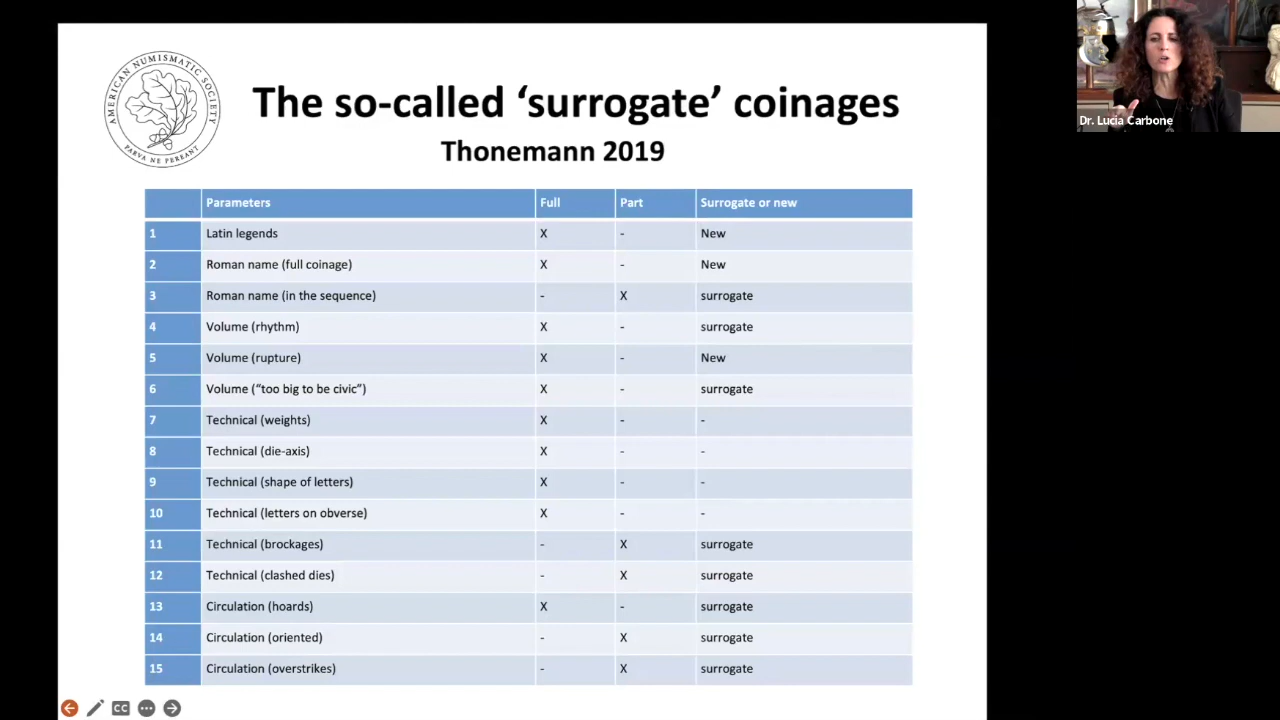 AMERICAN NUMISMATIC SOCIETY
PARVA NE PEREANT
The so-called ‘surrogate’ coinages
Thonemann 2019
Parameters Full Part Surrogate or new
1 Latin legends X - New
2 Roman name (full coinage) X - New
3 Roman name (in the sequence) - X surrogate
4 Volume (rhythm) X - surrogate
5 Volume (rupture) X - New
6 Volume (“too big to be civic”) X - surrogate
7 Technical (weights) X - -
8 Technical (die-axis) X - -
9 Technical (shape of letters) X - -
10 Technical (letters on obverse) X - -
11 Technical (brockages) - X surrogate
12 Technical (clashed dies) - X surrogate
13 Circulation (hoards) X - surrogate
14 Circulation (oriented) - X surrogate
15 Circulation (overstrikes) - X surrogate
CC
Dr. Lucia Carbone